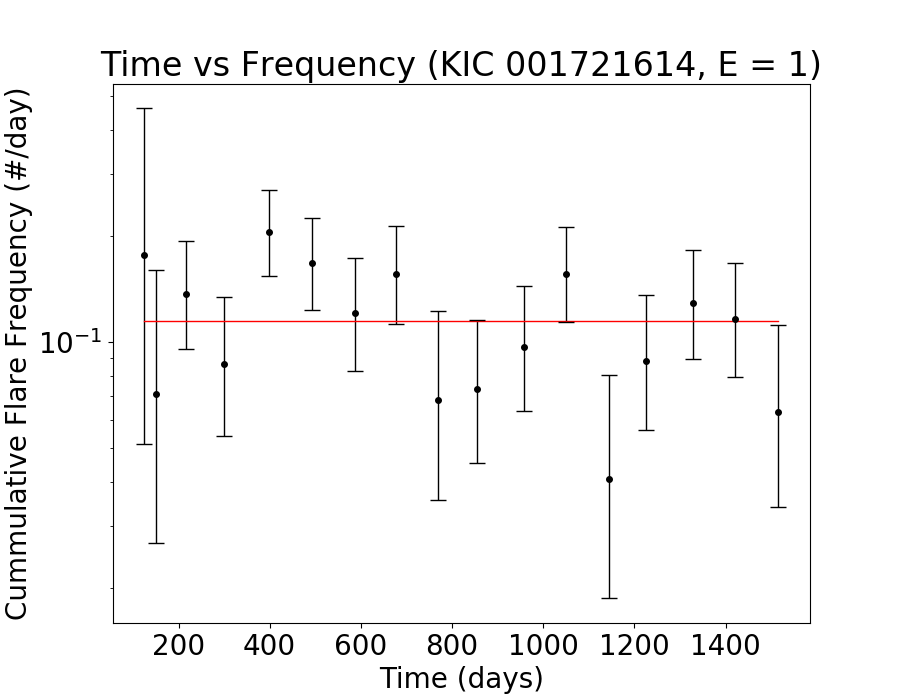 Time vs Frequency (KIC 001721614, E = 1)
Cummulative Flare Frequency (#/day)
10⁻¹
200 400 600 800 1000 1200 1400
Time (days)